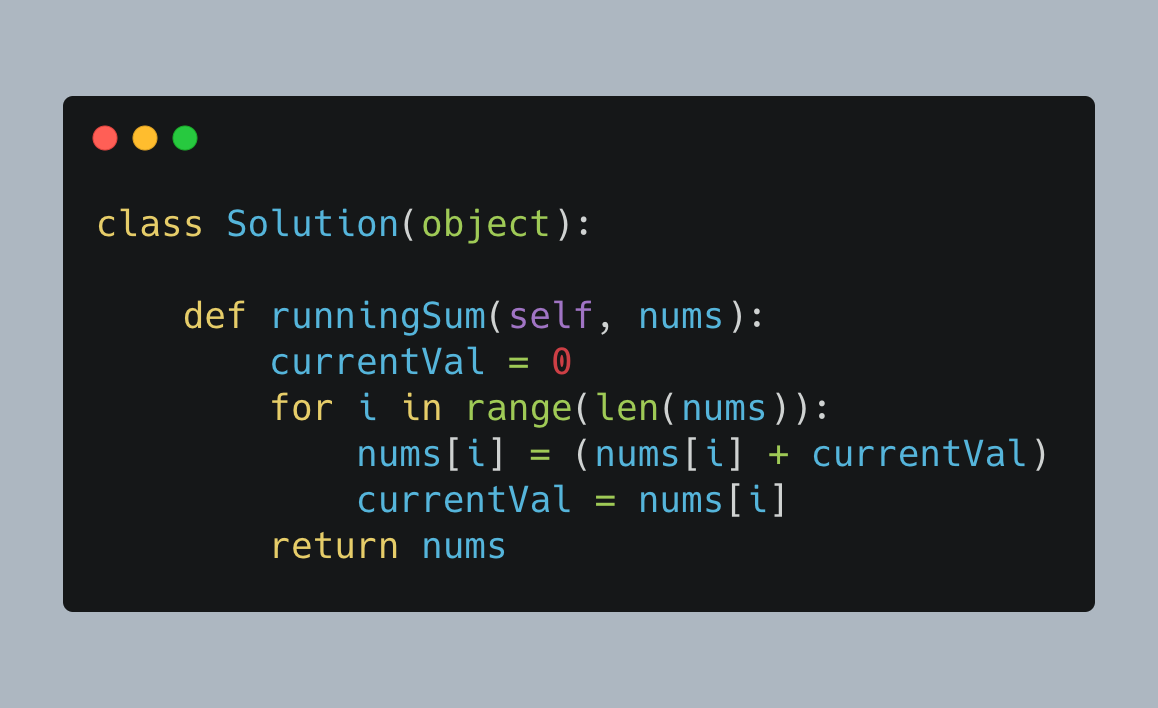 class Solution(object):

    def runningSum(self, nums):
        currentVal = 0
        for i in range(len(nums)):
            nums[i] = (nums[i] + currentVal)
            currentVal = nums[i]
        return nums